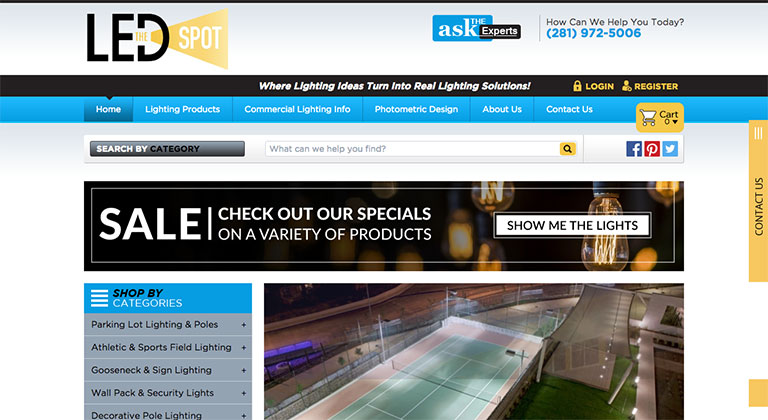 LED THE SPOT
ask THE Experts
How Can We Help You Today?
(281) 972-5006
Where Lighting Ideas Turn Into Real Lighting Solutions!
LOGIN
REGISTER
Home
Lighting Products
Commercial Lighting Info
Photometric Design
About Us
Contact Us
Cart
0
SEARCH BY CATEGORY
What can we help you find?
CONTACT US
SALE
CHECK OUT OUR SPECIALS
ON A VARIETY OF PRODUCTS
SHOW ME THE LIGHTS
SHOP BY
CATEGORIES
Parking Lot Lighting & Poles +
Athletic & Sports Field Lighting +
Gooseneck & Sign Lighting +
Wall Pack & Security Lights +
Decorative Pole Lighting +